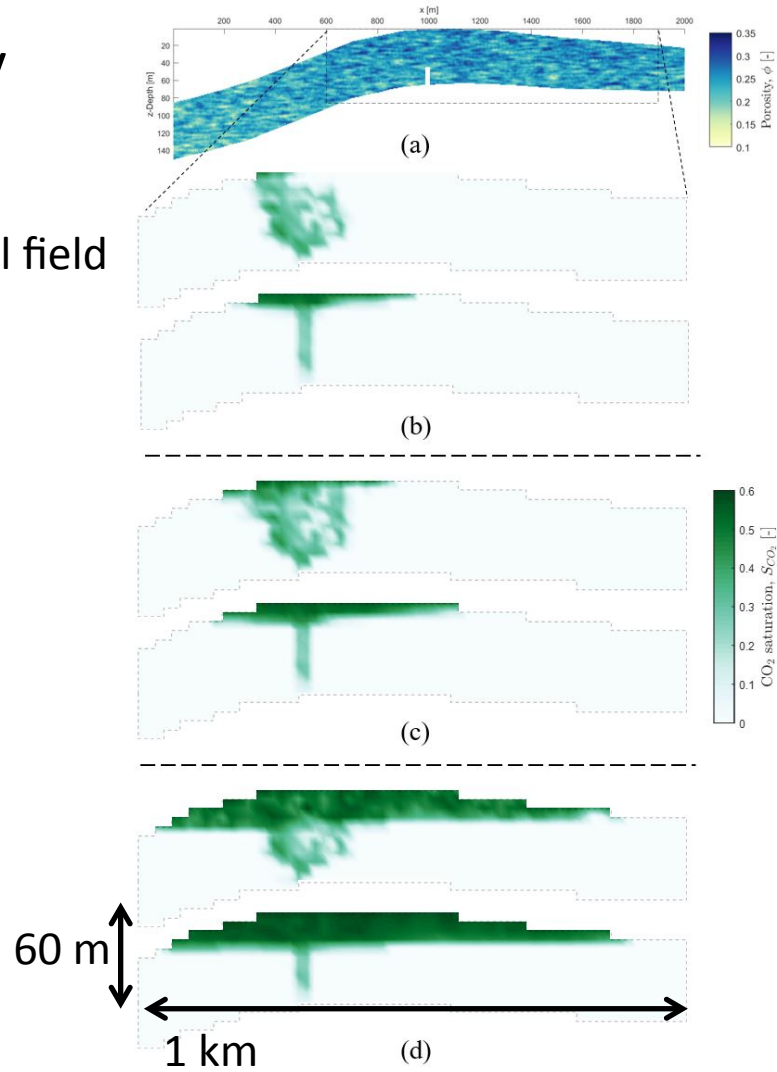 x [m]
200 400 600 800 1000 1200 1400 1600 1800 2000
z-Depth [m]
20
40
60
80
100
120
140
0.35
0.3
0.25
0.2
0.15
0.1
Porosity, ϕ [-]
(a)
y
l field
(b)
(c)
0.6
0.5
0.4
0.3
0.2
0.1
0
CO₂ saturation, S_{CO₂} [-]
60 m
1 km
(d)